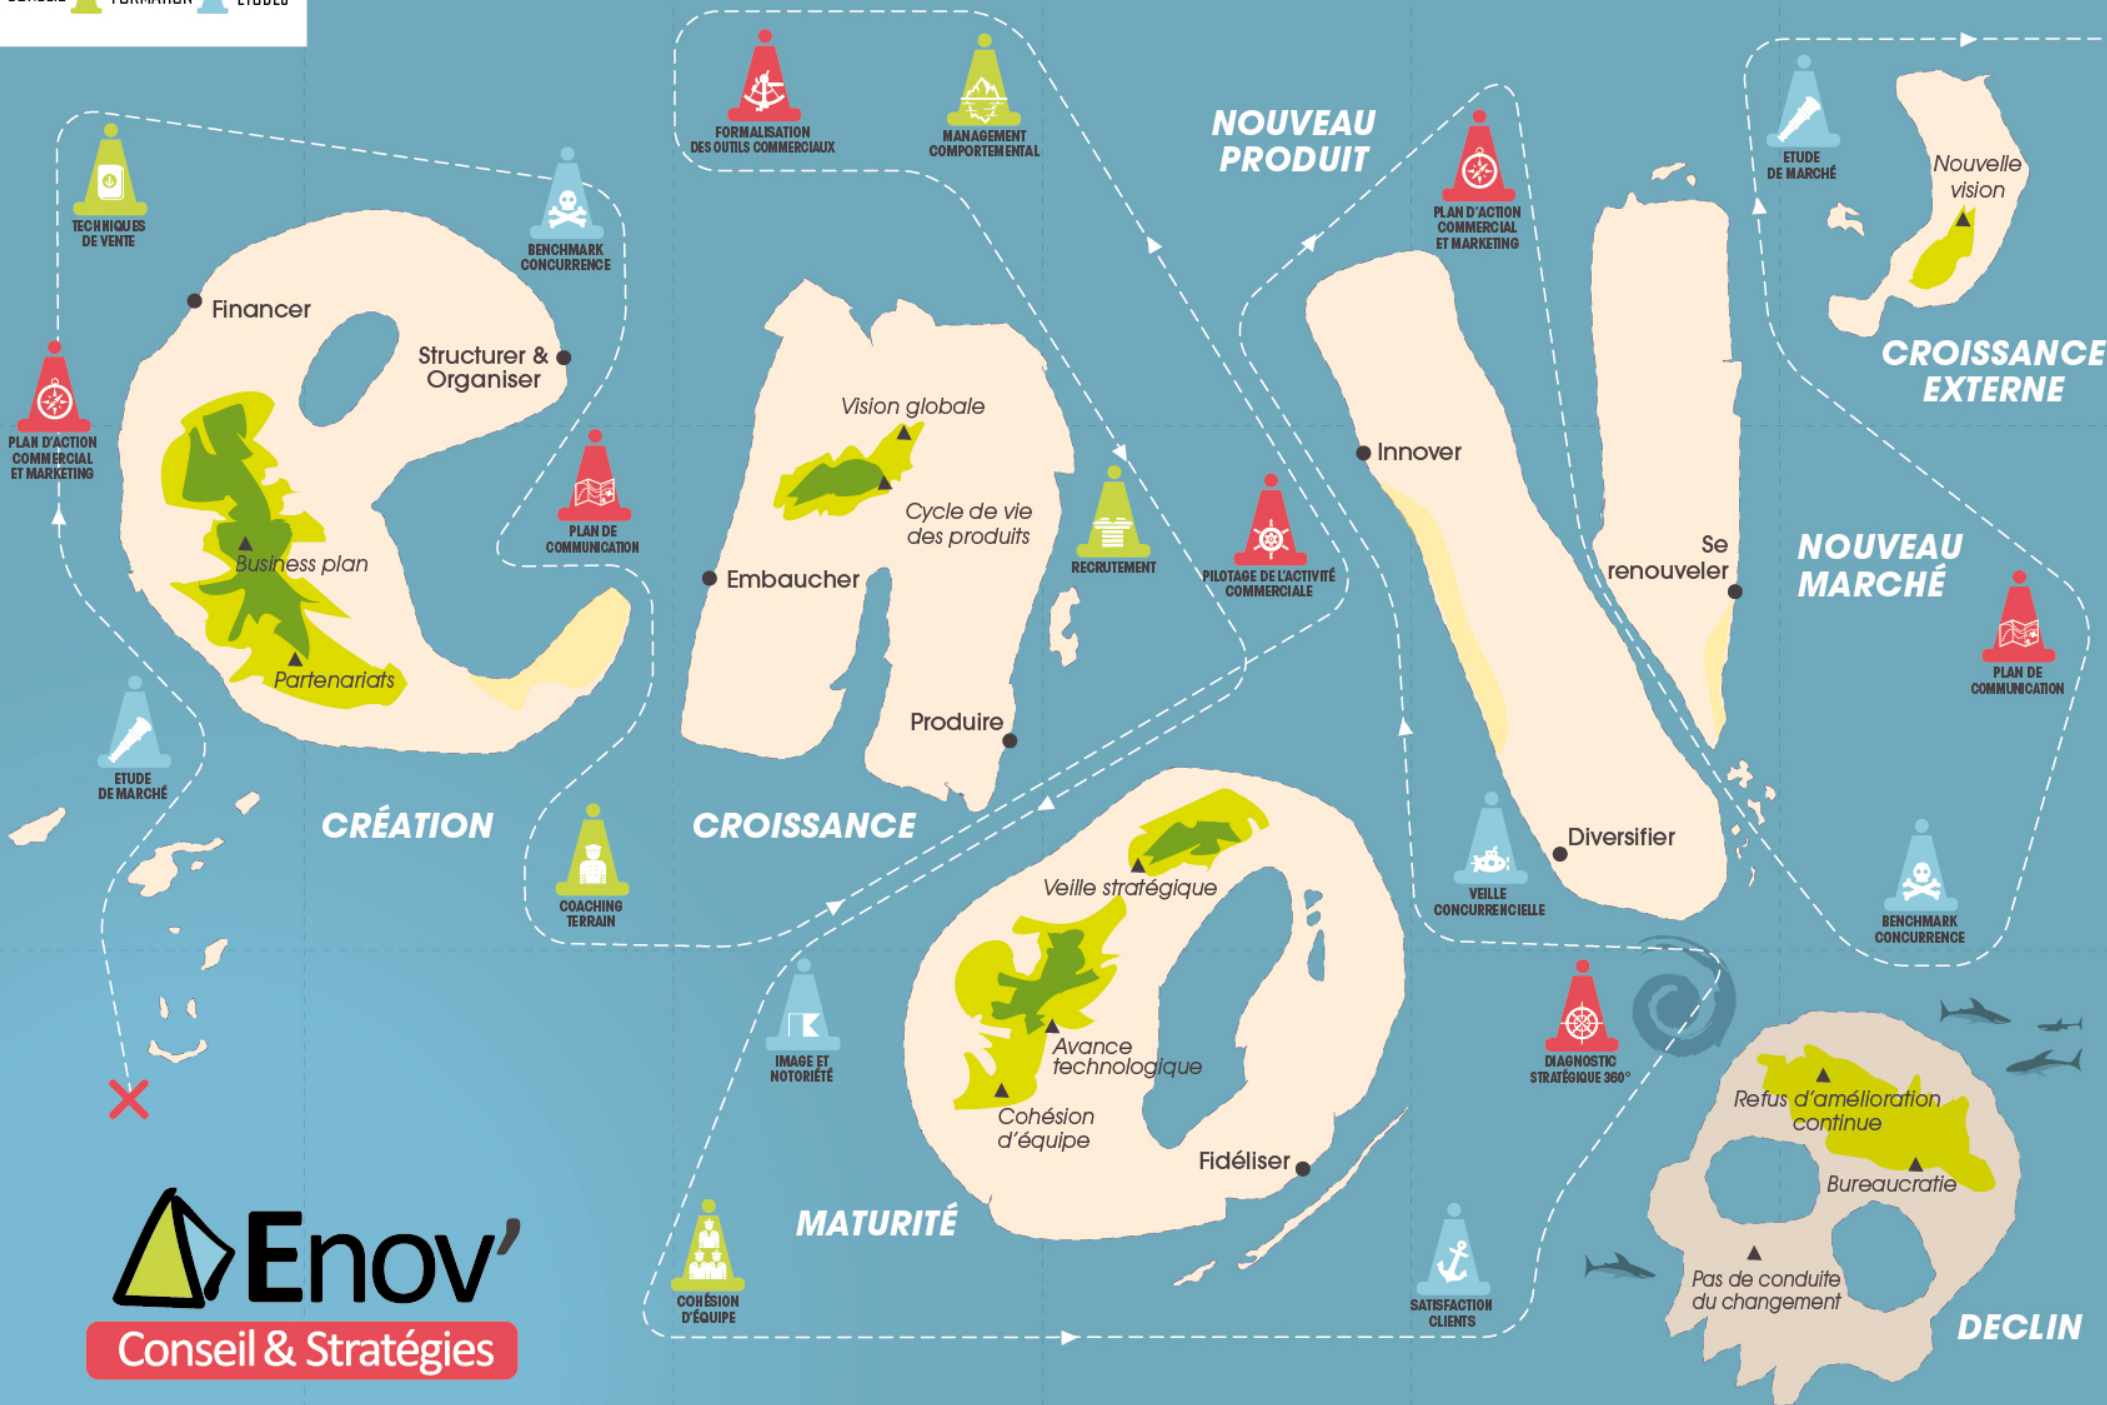 FORMATION
ETUDES
TECHNIQUES
DE VENTE
BENCHMARK
CONCURRENCE
FORMALISATION
DES OUTILS COMMERCIAUX
MANAGEMENT
COMPORTEMENTAL
NOUVEAU
PRODUIT
PLAN D'ACTION
COMMERCIAL
ET MARKETING
ETUDE
DE MARCHÉ
Nouvelle
vision
CROISSANCE
EXTERNE
Financer
Structurer &
Organiser
PLAN D'ACTION
COMMERCIAL
ET MARKETING
Business plan
Partenariats
PLAN DE
COMMUNICATION
Vision globale
Cycle de vie
des produits
Embaucher
Produire
RECRUTEMENT
PILOTAGE DE L'ACTIVITÉ
COMMERCIALE
Innover
Se
renouveler
NOUVEAU
MARCHÉ
PLAN DE
COMMUNICATION
ETUDE
DE MARCHÉ
CRÉATION
CROISSANCE
COACHING
TERRAIN
Diversifier
VEILLE
CONCURRENCIELLE
BENCHMARK
CONCURRENCE
Veille stratégique
IMAGE ET
NOTORIÉTÉ
Avance
technologique
Cohésion
d'équipe
Fidéliser
DIAGNOSTIC
STRATÉGIQUE 360°
Refus d'amélioration
continue
Bureaucratie
Pas de conduite
du changement
DECLIN
MATURITÉ
COHÉSION
D'ÉQUIPE
SATISFACTION
CLIENTS
Enov'
Conseil & Stratégies